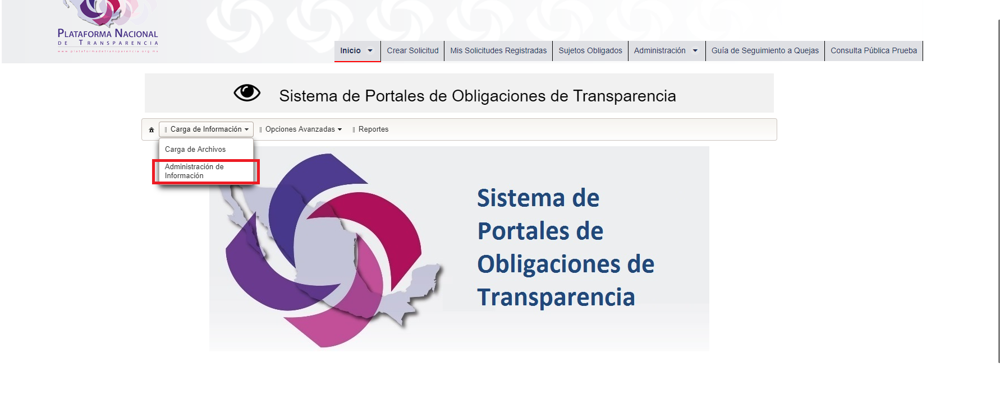 PLATAFORMA NACIONAL
DE TRANSPARENCIA
www.plataformadetransparencia.org.mx
Inicio
Crear Solicitud
Mis Solicitudes Registradas
Sujetos Obligados
Administración
Guía de Seguimiento a Quejas
Consulta Pública Prueba
Sistema de Portales de Obligaciones de Transparencia
Carga de Información
Opciones Avanzadas
Reportes
Carga de Archivos
Administración de
Información
Sistema de
Portales de
Obligaciones de
Transparencia